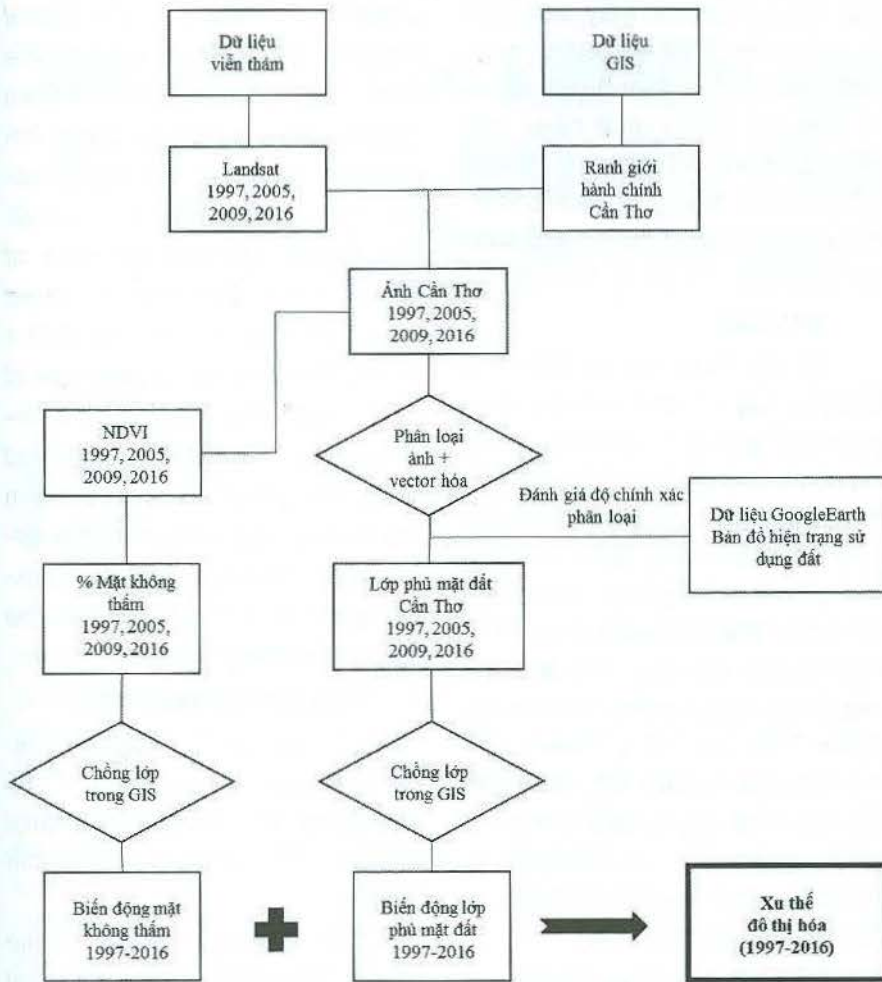 Dữ liệu
viễn thám
Dữ liệu
GIS
Landsat
1997, 2005,
2009, 2016
Ranh giới
hành chính
Cần Thơ
Ảnh Cần Thơ
1997, 2005,
2009, 2016
NDVI
1997, 2005,
2009, 2016
Phân loại
ảnh +
vector hóa
Đánh giá độ chính xác
phân loại
Dữ liệu GoogleEarth
Bản đồ hiện trạng sử
dụng đất
% Mặt không
thấm
1997, 2005,
2009, 2016
Lớp phủ mặt đất
Cần Thơ
1997, 2005,
2009, 2016
Chồng lớp
trong GIS
Chồng lớp
trong GIS
Biến động mặt
không thấm
1997-2016
Biến động lớp
phủ mặt đất
1997-2016
Xu thế
đô thị hóa
(1997-2016)